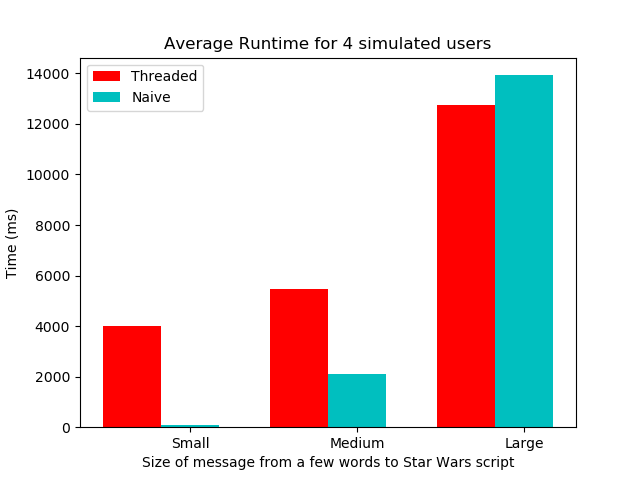 Average Runtime for 4 simulated users
Threaded
Naive
Time (ms)
14000
12000
10000
8000
6000
4000
2000
0
Small Medium Large
Size of message from a few words to Star Wars script